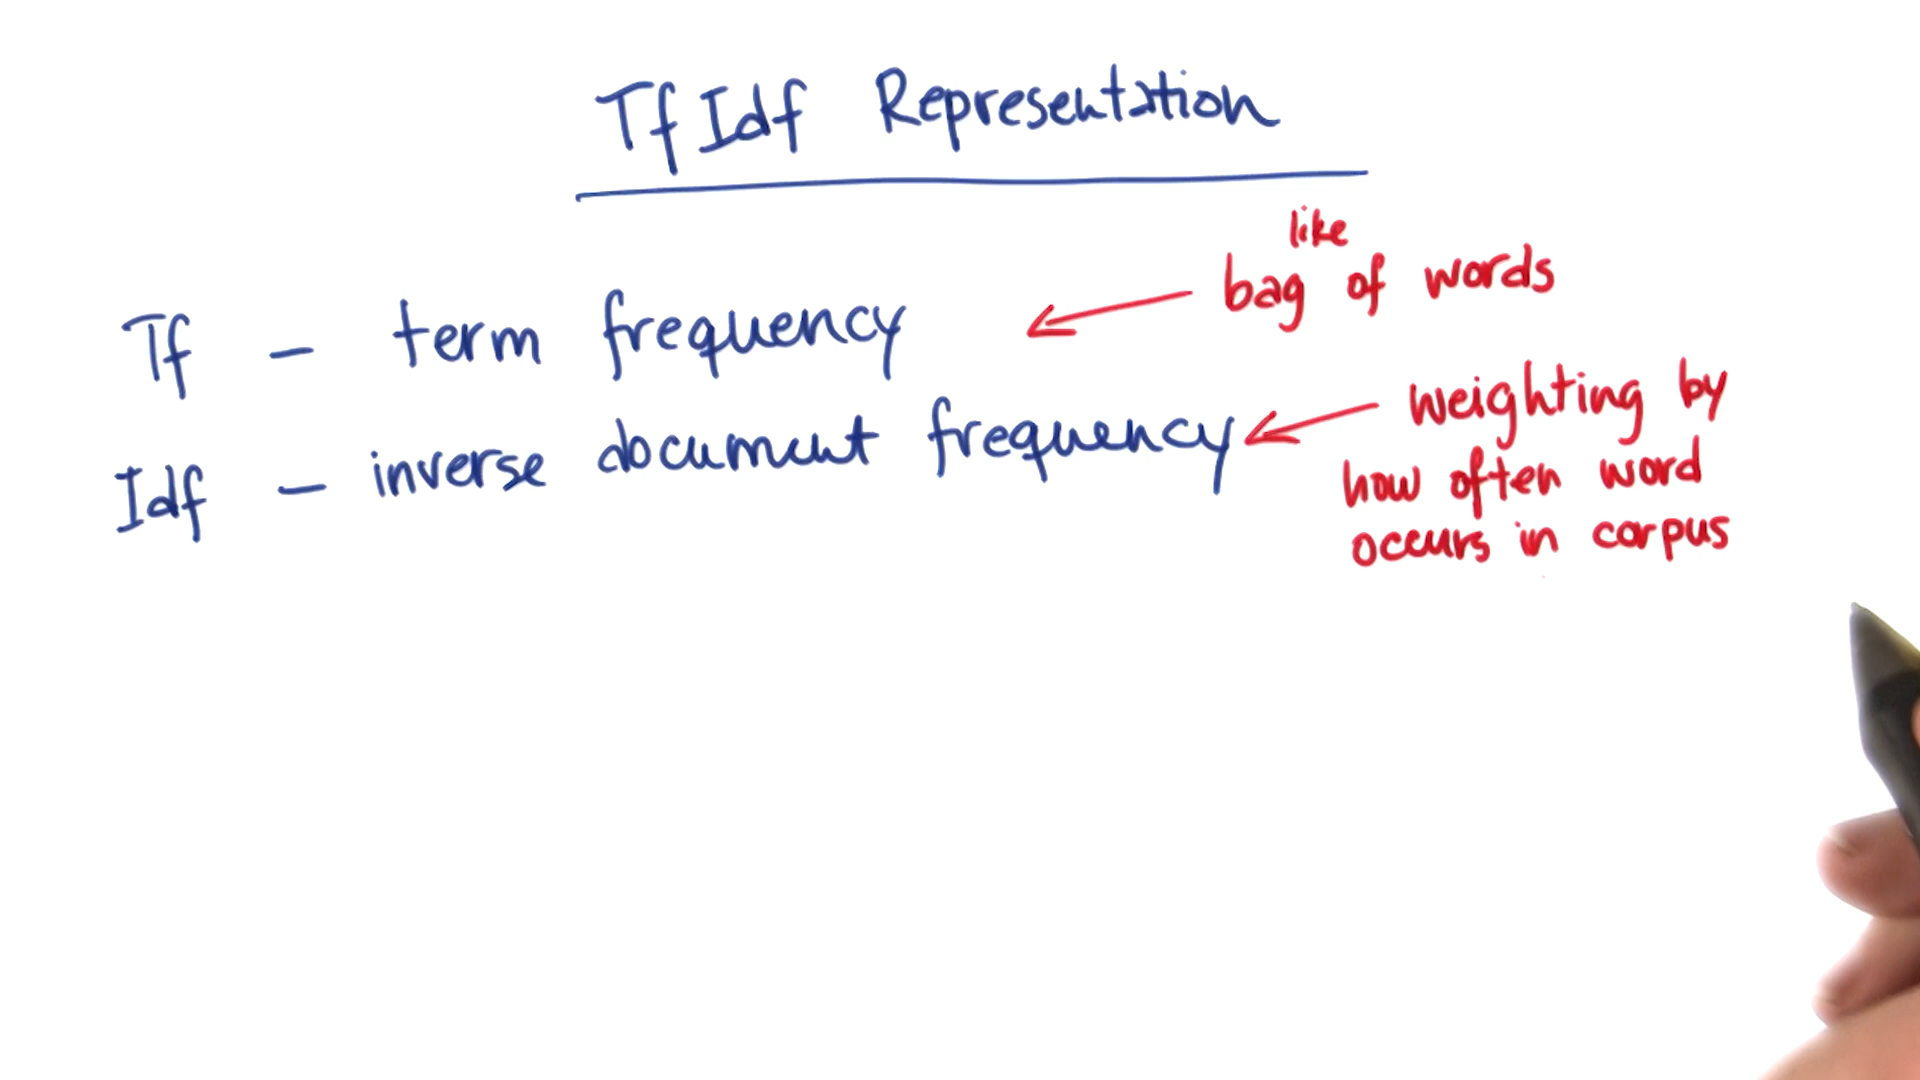 Tf Idf Representation
like
bag of words
Tf – term frequency
weighting by
Idf – inverse document frequency
how often word
occurs in corpus